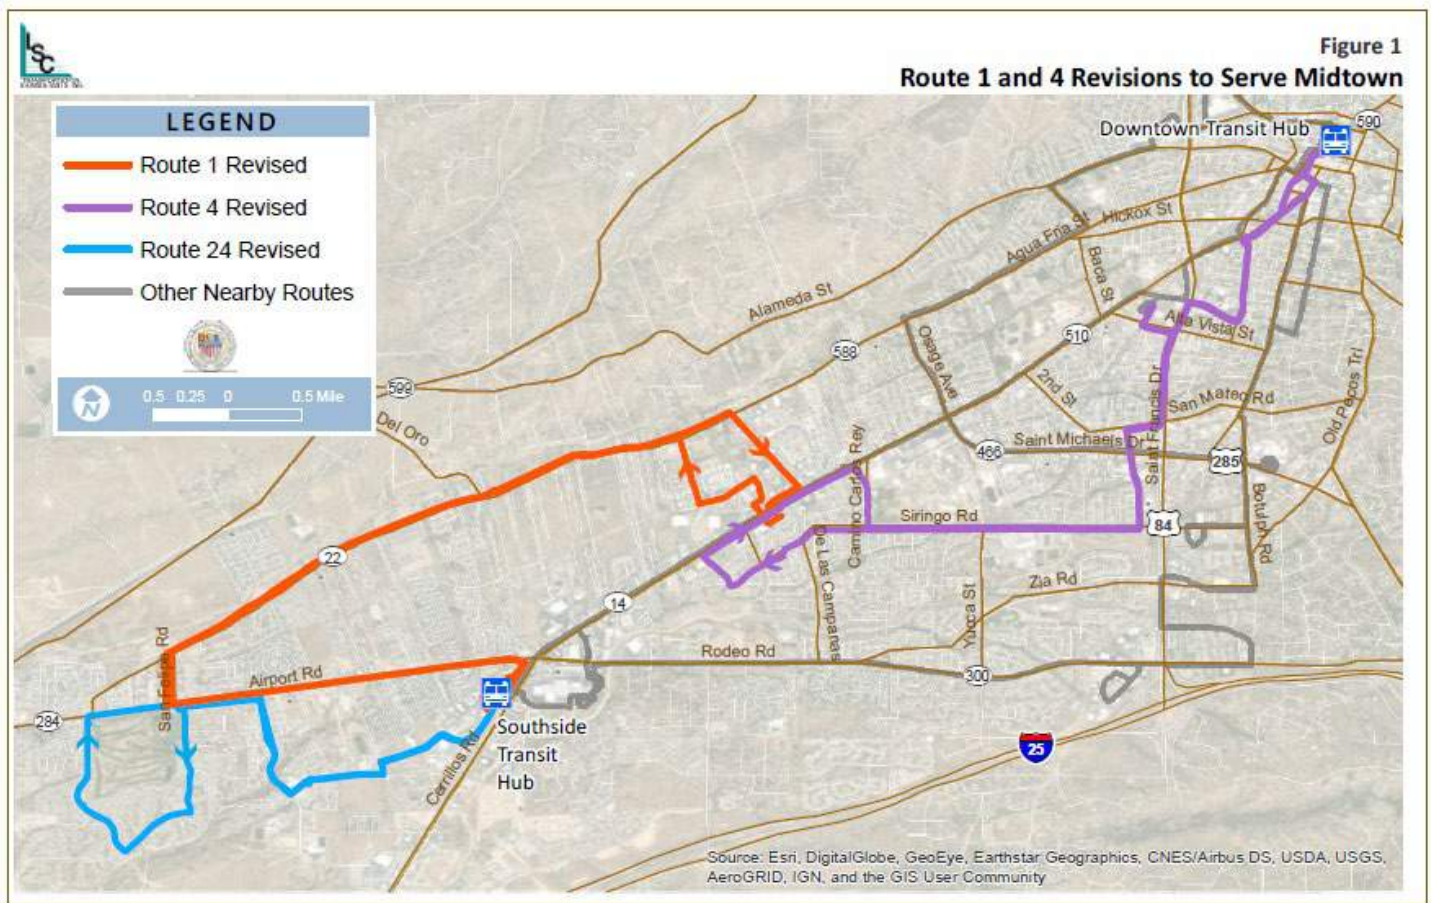 LSC
Figure 1
Route 1 and 4 Revisions to Serve Midtown
LEGEND
Route 1 Revised
Route 4 Revised
Route 24 Revised
Other Nearby Routes
N
0.5 0.25 0 0.5 Mile
Downtown Transit Hub
590
Hickox St
Agua Fria St
Baca St
Alameda St
Alta Vista St
510
588
Osage Ave
599
2nd St
Saint Francis Dr
San Mateo Rd
Old Pecos Trl
Del Oro
Saint Michaels Dr
466
285
Camino Carlos Rey
Siringo Rd
84
Botulph Rd
22
De Las Campanas
Zia Rd
14
Yucca St
San Felipe Rd
Airport Rd
Rodeo Rd
300
284
Southside
Transit
Hub
Cerrillos Rd
25
Source: Esri, DigitalGlobe, GeoEye, Earthstar Geographics, CNES/Airbus DS, USDA, USGS,
AeroGRID, IGN, and the GIS User Community